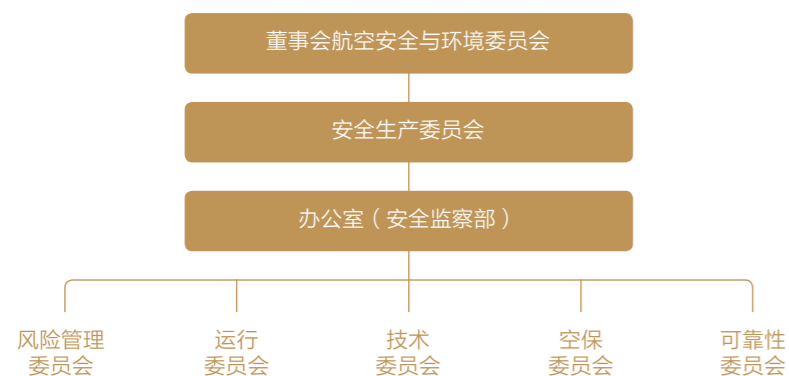 董事会航空安全与环境委员会
安全生产委员会
办公室（安全监察部）
风险管理
委员会
运行
委员会
技术
委员会
空保
委员会
可靠性
委员会